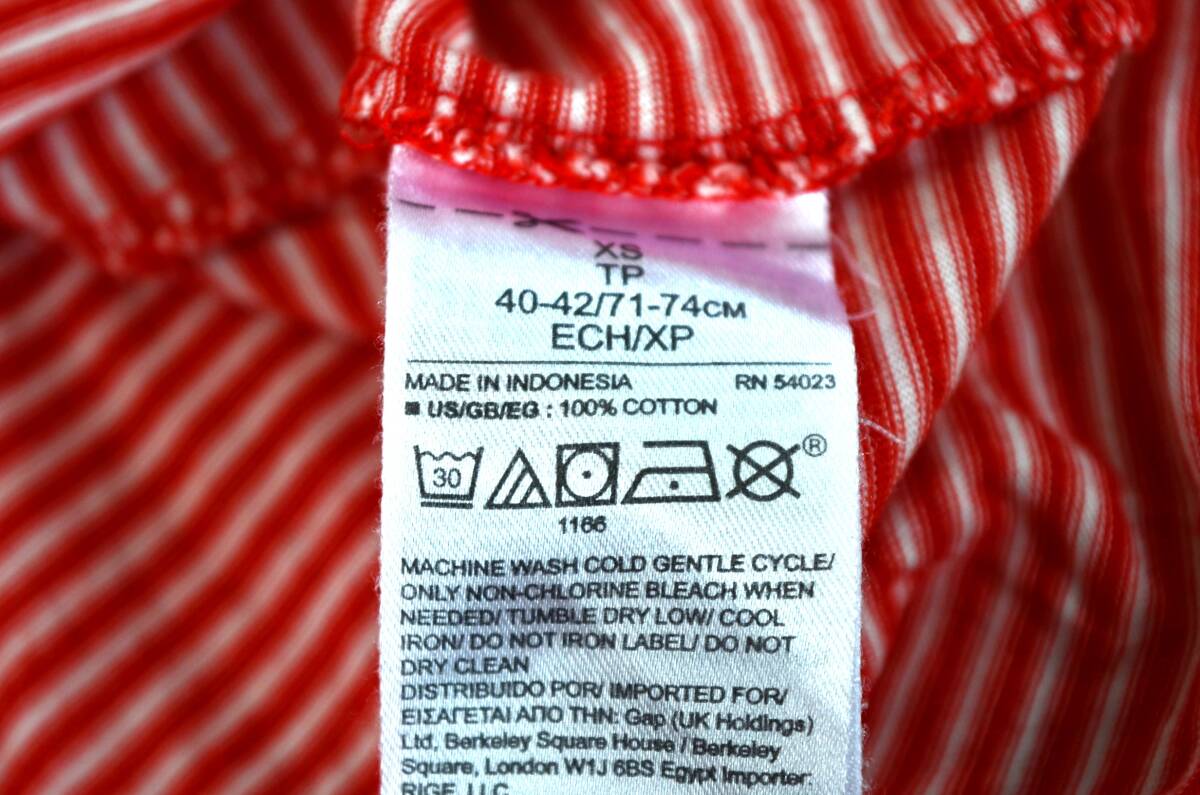 XS
TP
40-42/71-74CM
ECH/XP
MADE IN INDONESIA RN 54023
■ US/GB/EG : 100% COTTON
30 ®
1166
MACHINE WASH COLD GENTLE CYCLE/
ONLY NON-CHLORINE BLEACH WHEN
NEEDED/ TUMBLE DRY LOW/ COOL
IRON/ DO NOT IRON LABEL/ DO NOT
DRY CLEAN
DISTRIBUIDO POR/ IMPORTED FOR/
ΕΙΣΑΓΕΤΑΙ ΑΠΟ ΤΗΝ: Gap (UK Holdings)
Ltd, Berkeley Square House / Berkeley
Square, London W1J 6BS Egypt Importer:
RIGE, LLC